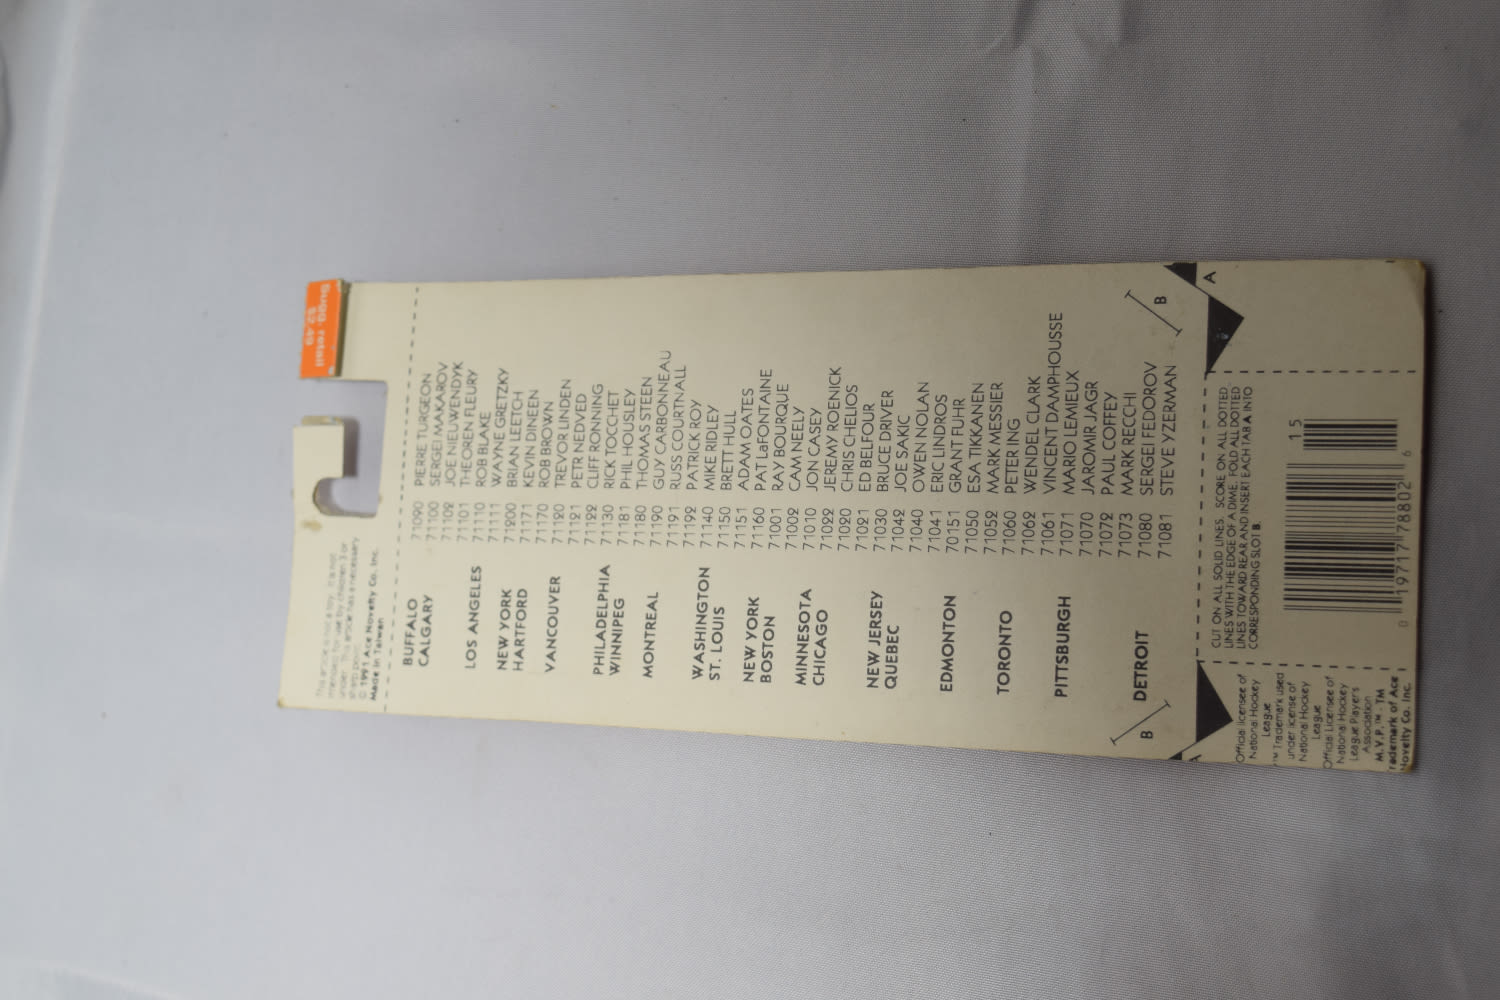 Sugg. retail
$2.49
This article is not a toy. It is not
intended for use by children 3 or
under. This article has a necessary
sharp point.
© 1991 Ace Novelty Co. Inc.
Made in Taiwan
BUFFALO 71090 PIERRE TURGEON
CALGARY 71100 SERGEI MAKAROV
71102 JOE NIEUWENDYK
71101 THEOREN FLEURY
LOS ANGELES 71110 ROB BLAKE
71111 WAYNE GRETZKY
NEW YORK 71200 BRIAN LEETCH
HARTFORD 71171 KEVIN DINEEN
71170 ROB BROWN
VANCOUVER 71120 TREVOR LINDEN
71121 PETR NEDVED
71122 CLIFF RONNING
PHILADELPHIA 71130 RICK TOCCHET
WINNIPEG 71181 PHIL HOUSLEY
71180 THOMAS STEEN
MONTREAL 71190 GUY CARBONNEAU
71191 RUSS COURTNALL
71192 PATRICK ROY
WASHINGTON 71140 MIKE RIDLEY
ST. LOUIS 71150 BRETT HULL
71151 ADAM OATES
NEW YORK 71160 PAT LaFONTAINE
BOSTON 71001 RAY BOURQUE
71002 CAM NEELY
MINNESOTA 71010 JON CASEY
CHICAGO 71022 JEREMY ROENICK
71020 CHRIS CHELIOS
71021 ED BELFOUR
NEW JERSEY 71030 BRUCE DRIVER
QUEBEC 71042 JOE SAKIC
71040 OWEN NOLAN
71041 ERIC LINDROS
EDMONTON 70151 GRANT FUHR
71050 ESA TIKKANEN
71052 MARK MESSIER
TORONTO 71060 PETER ING
71062 WENDEL CLARK
71061 VINCENT DAMPHOUSSE
PITTSBURGH 71071 MARIO LEMIEUX
71070 JAROMIR JAGR
71072 PAUL COFFEY
71073 MARK RECCHI
DETROIT 71080 SERGEI FEDOROV
71081 STEVE YZERMAN
B
B
A
A
CUT ON ALL SOLID LINES. SCORE ON ALL DOTTED
LINES WITH THE EDGE OF A DIME. FOLD ALL DOTTED
LINES TOWARD REAR AND INSERT EACH TAB A INTO
CORRESPONDING SLOT B.
15
0 19717 78802 6
Official licensee of
National Hockey
League
™ Trademark used
under license of
National Hockey
League
Official Licensee of
National Hockey
League Players
Association
M.V.P.™ - TM
Trademark of Ace
Novelty Co. Inc.